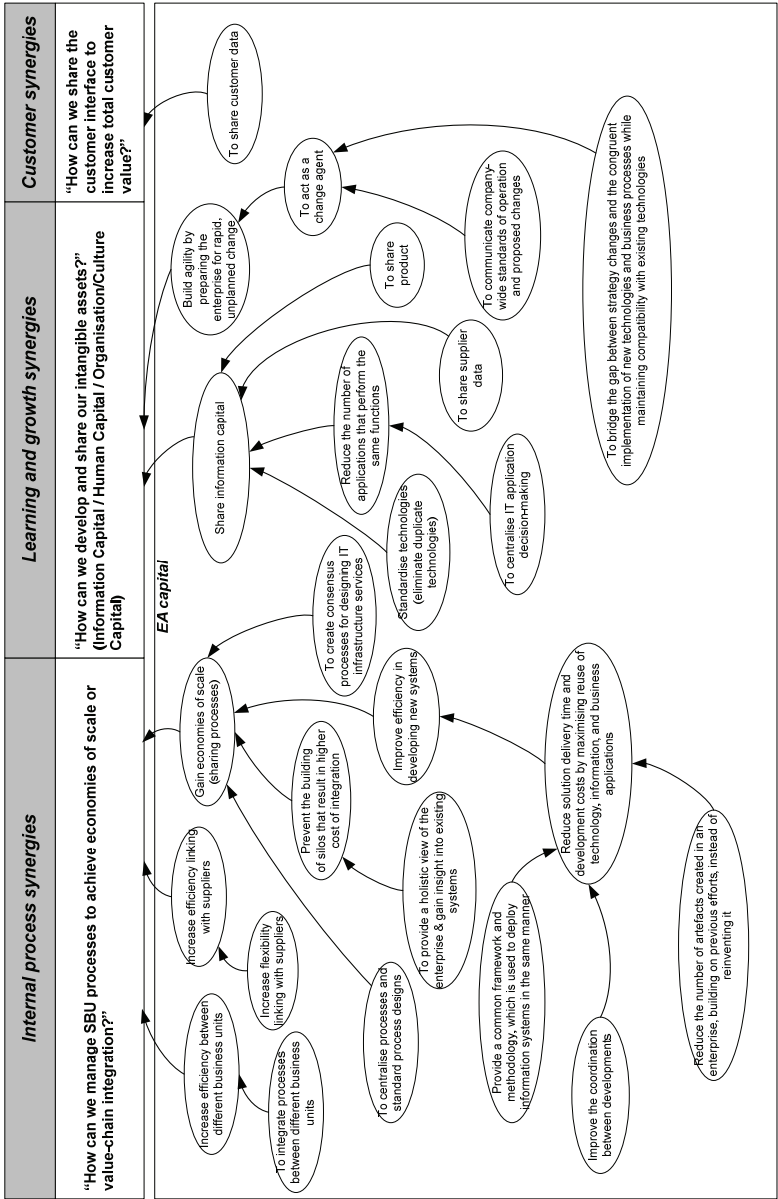 Internal process synergies
Learning and growth synergies
Customer synergies
"How can we manage SBU processes to achieve economies of scale or
value-chain integration?"
"How can we develop and share our intangible assets?"
(Information Capital / Human Capital / Organisation/Culture
Capital)
"How can we share the
customer interface to
increase total customer
value?"
EA capital
Increase efficiency between
different business units
To integrate processes
between different business
units
Increase efficiency linking
with suppliers
Increase flexibility
linking with suppliers
Gain economies of scale
(sharing processes)
To create consensus
processes for designing IT
infrastructure services
Prevent the building
of silos that result in higher
cost of integration
Improve efficiency in
developing new systems
To centralise processes and
standard process designs
To provide a holistic view of the
enterprise & gain insight into existing
systems
Provide a common framework and
methodology, which is used to deploy
information systems in the same manner
Reduce solution delivery time and
development costs by maximising reuse of
technology, information, and business
applications
Improve the coordination
between developments
Reduce the number of artefacts created in an
enterprise, building on previous efforts, instead of
reinventing it
Share information capital
Build agility by
preparing the
enterprise for rapid,
unplanned change
To act as a
change agent
To share customer data
Reduce the number of
applications that perform the
same functions
To share
product
Standardise technologies
(eliminate duplicate
technologies)
To share supplier
data
To communicate company-
wide standards of operation
and proposed changes
To centralise IT application
decision-making
To bridge the gap between strategy changes and the congruent
implementation of new technologies and business processes while
maintaining compatibility with existing technologies